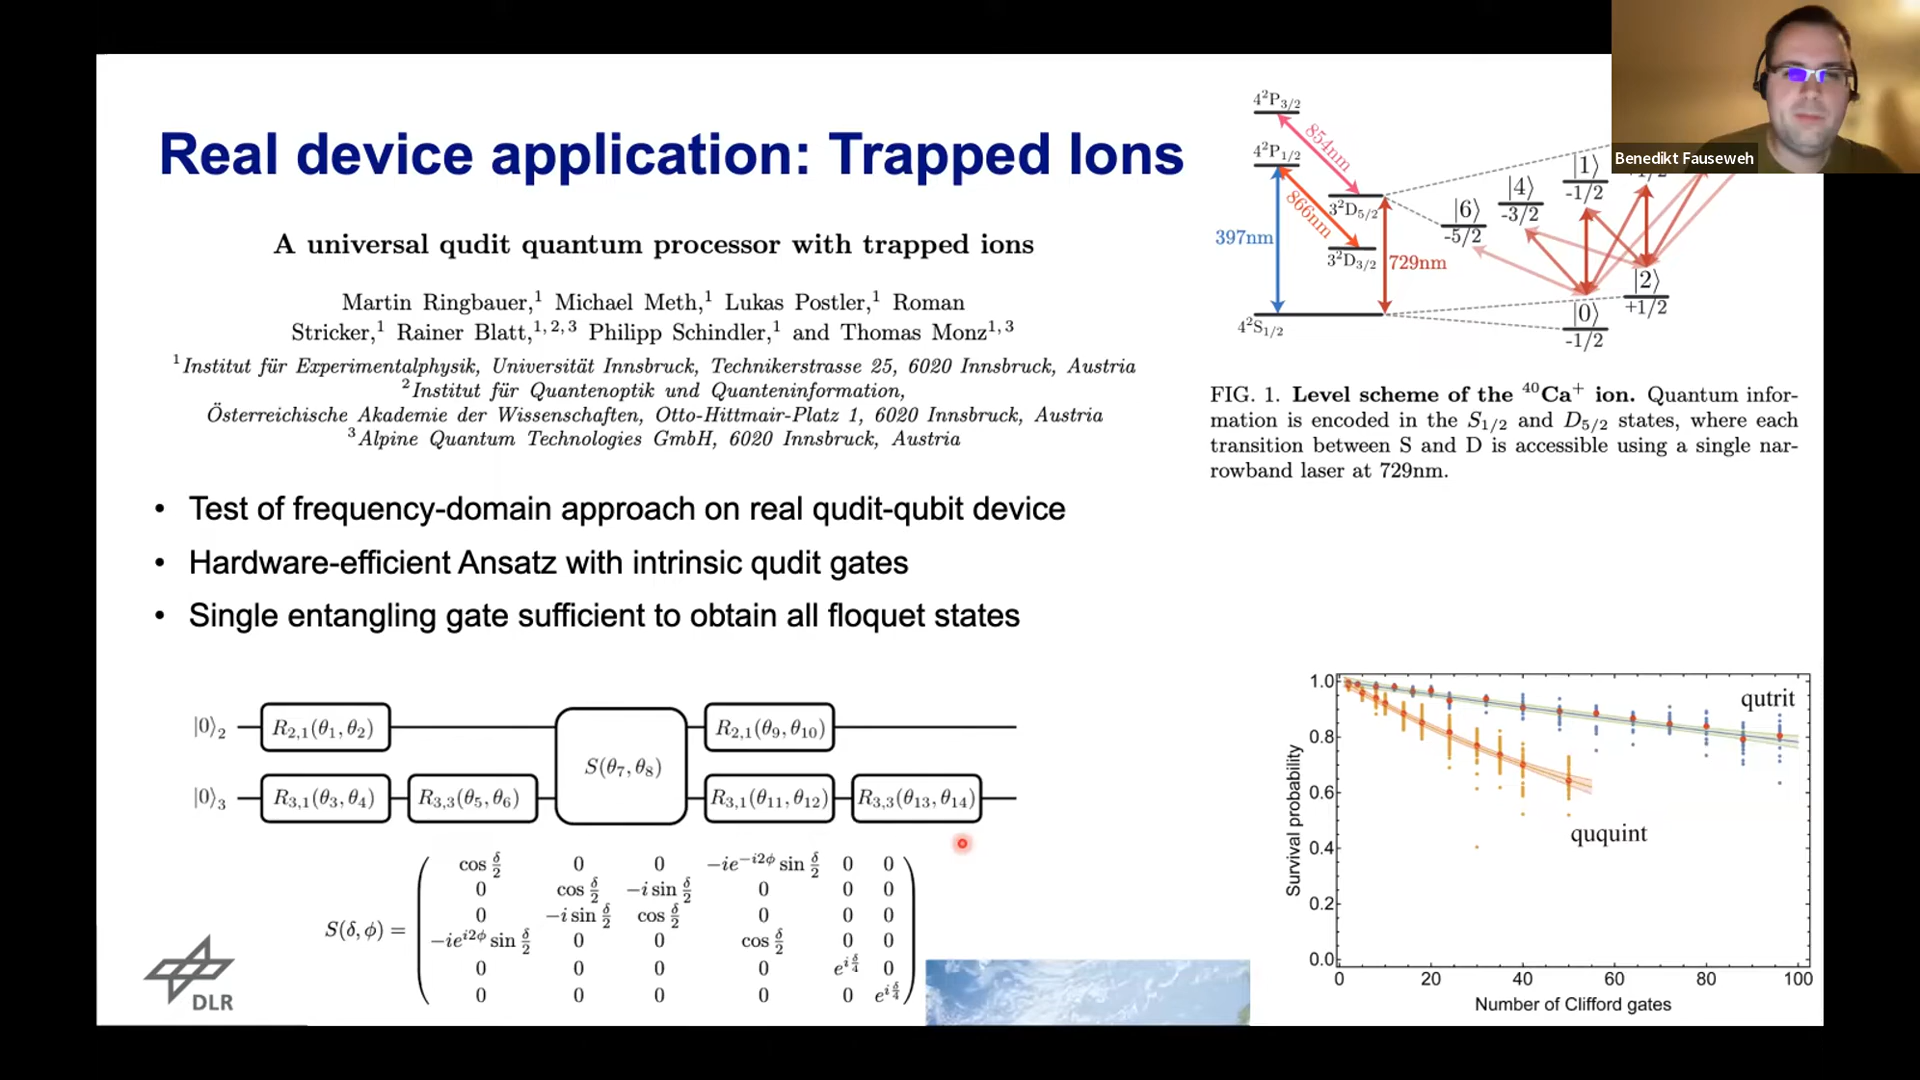 Real device application: Trapped Ions
A universal qudit quantum processor with trapped ions
Martin Ringbauer,¹ Michael Meth,¹ Lukas Postler,¹ Roman
Stricker,¹ Rainer Blatt,¹,²,³ Philipp Schindler,¹ and Thomas Monz¹,³
¹Institut für Experimentalphysik, Universität Innsbruck, Technikerstrasse 25, 6020 Innsbruck, Austria
²Institut für Quantenoptik und Quanteninformation,
Österreichische Akademie der Wissenschaften, Otto-Hittmair-Platz 1, 6020 Innsbruck, Austria
³Alpine Quantum Technologies GmbH, 6020 Innsbruck, Austria
• Test of frequency-domain approach on real qudit-qubit device
• Hardware-efficient Ansatz with intrinsic qudit gates
• Single entangling gate sufficient to obtain all floquet states
|0⟩₂ R₂,₁(θ₁, θ₂) S(θ₇, θ₈) R₂,₁(θ₉, θ₁₀)
|0⟩₃ R₃,₁(θ₃, θ₄) R₃,₃(θ₅, θ₆) R₃,₁(θ₁₁, θ₁₂) R₃,₃(θ₁₃, θ₁₄)
S(δ, ϕ) =
cos δ/2 0 0 −ie^{−i2ϕ} sin δ/2 0 0
0 cos δ/2 −i sin δ/2 0 0 0
0 −i sin δ/2 cos δ/2 0 0 0
−ie^{i2ϕ} sin δ/2 0 0 cos δ/2 0 0
0 0 0 0 e^{iδ/4} 0
0 0 0 0 0 e^{iδ/4}
DLR
4²P₃/₂
854nm
4²P₁/₂
866nm
3²D₅/₂
397nm
3²D₃/₂
729nm
4²S₁/₂
|6⟩
-5/2
|4⟩
-3/2
|1⟩
-1/2
|2⟩
+1/2
|0⟩
-1/2
Benedikt Fauseweh
FIG. 1. Level scheme of the ⁴⁰Ca⁺ ion. Quantum infor-
mation is encoded in the S₁/₂ and D₅/₂ states, where each
transition between S and D is accessible using a single nar-
rowband laser at 729nm.
Survival probability
1.0
0.8
0.6
0.4
0.2
0.0
qutrit
ququint
0 20 40 60 80 100
Number of Clifford gates